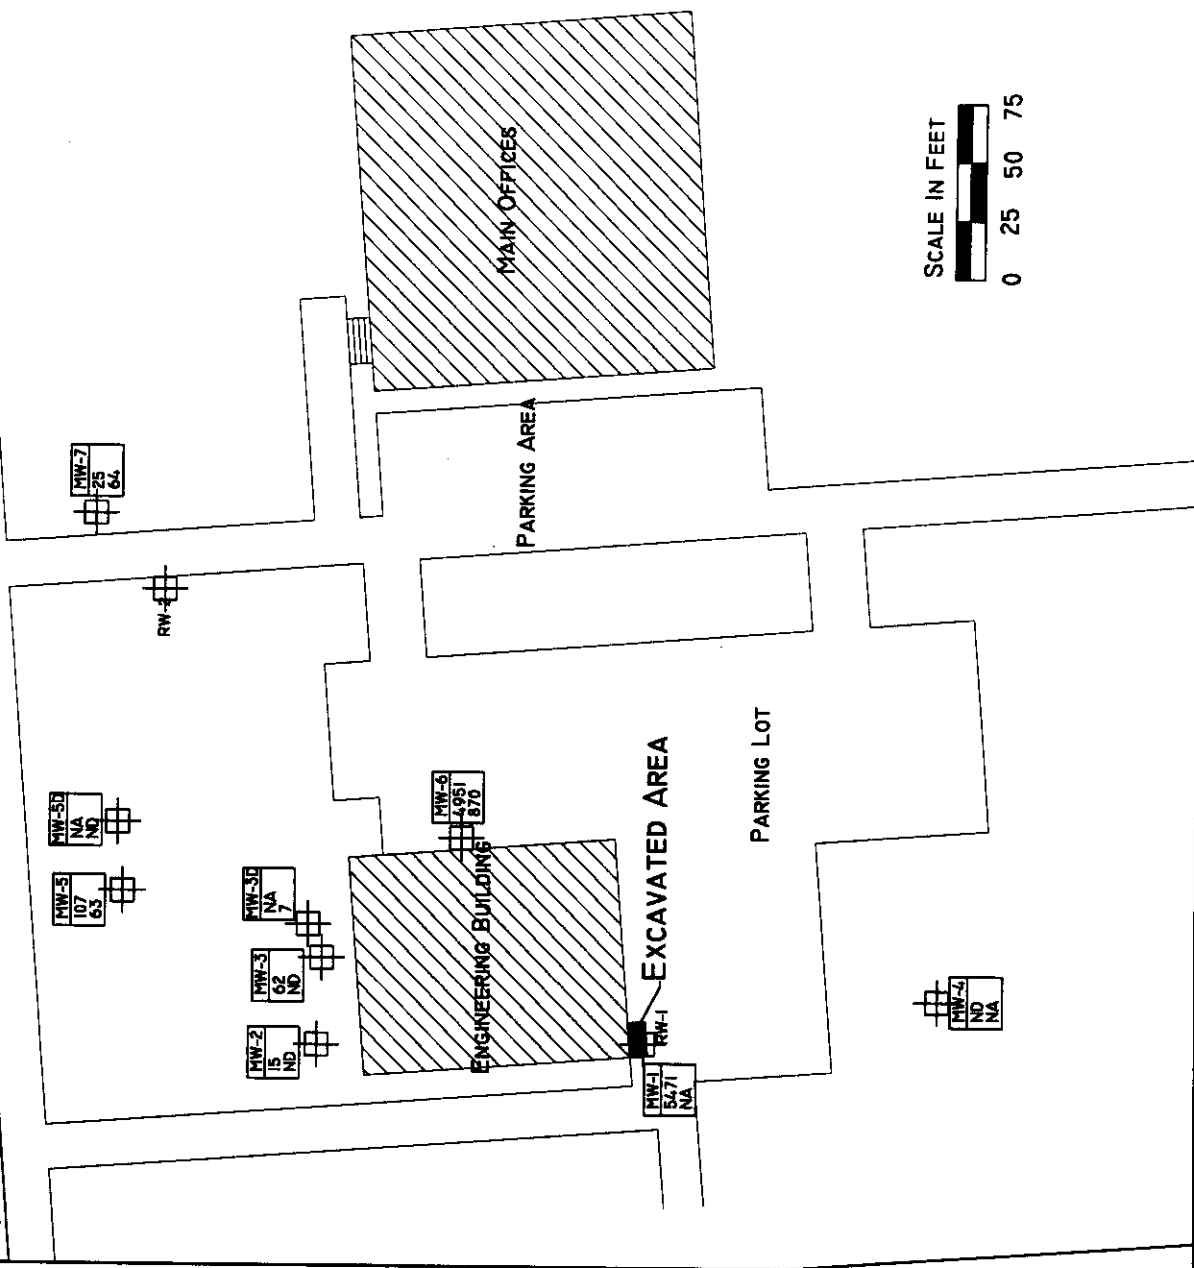 MAIN OFFICES
SCALE IN FEET
0 25 50 75
MW-7
25
64
PARKING AREA
RW-2
MW-5D
NA
ND
MW-5
107
63
MW-3D
NA
7
MW-3
62
ND
MW-2
15
ND
MW-6
4951
870
ENGINEERING BUILDING
EXCAVATED AREA
PARKING LOT
RW-1
MW-1
5471
NA
MW-4
ND
NA